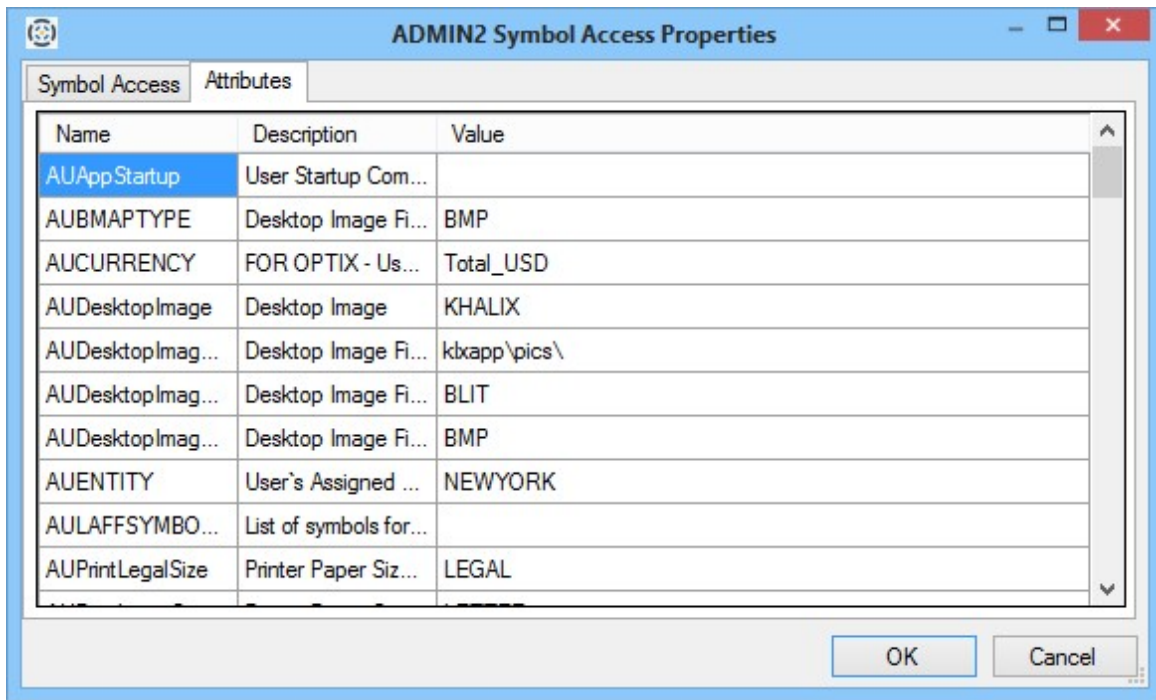 ADMIN2 Symbol Access Properties
Symbol Access Attributes
Name Description Value
AUAppStartup User Startup Com...
AUBMAPTYPE Desktop Image Fi... BMP
AUCURRENCY FOR OPTIX - Us... Total_USD
AUDesktopImage Desktop Image KHALIX
AUDesktopImag... Desktop Image Fi... klxapp\pics\
AUDesktopImag... Desktop Image Fi... BLIT
AUDesktopImag... Desktop Image Fi... BMP
AUENTITY User`s Assigned ... NEWYORK
AULAFFSYMBO... List of symbols for...
AUPrintLegalSize Printer Paper Siz... LEGAL
OK Cancel